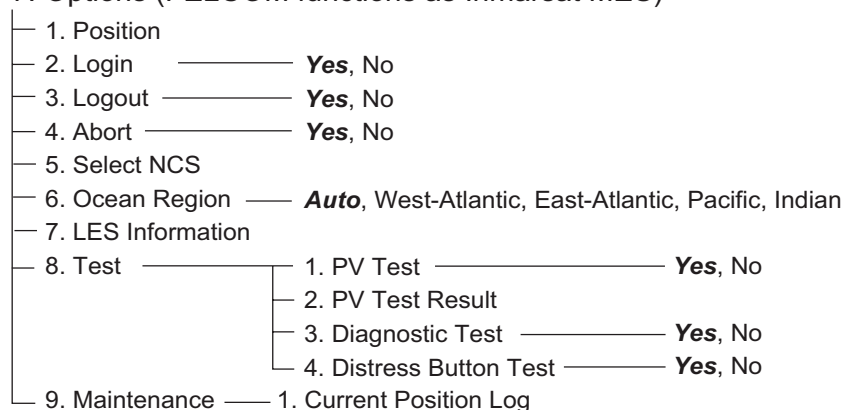 1. Position
2. Login Yes, No
3. Logout Yes, No
4. Abort Yes, No
5. Select NCS
6. Ocean Region Auto, West-Atlantic, East-Atlantic, Pacific, Indian
7. LES Information
8. Test 1. PV Test Yes, No
2. PV Test Result
3. Diagnostic Test Yes, No
4. Distress Button Test Yes, No
9. Maintenance 1. Current Position Log